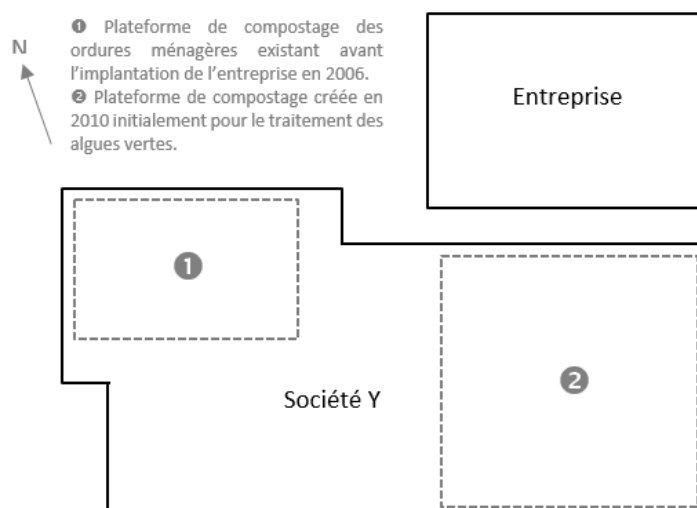 N
❶ Plateforme de compostage des
ordures ménagères existant avant
l’implantation de l’entreprise en 2006.
❷ Plateforme de compostage créée en
2010 initialement pour le traitement des
algues vertes.
Entreprise
❶
❷
Société Y